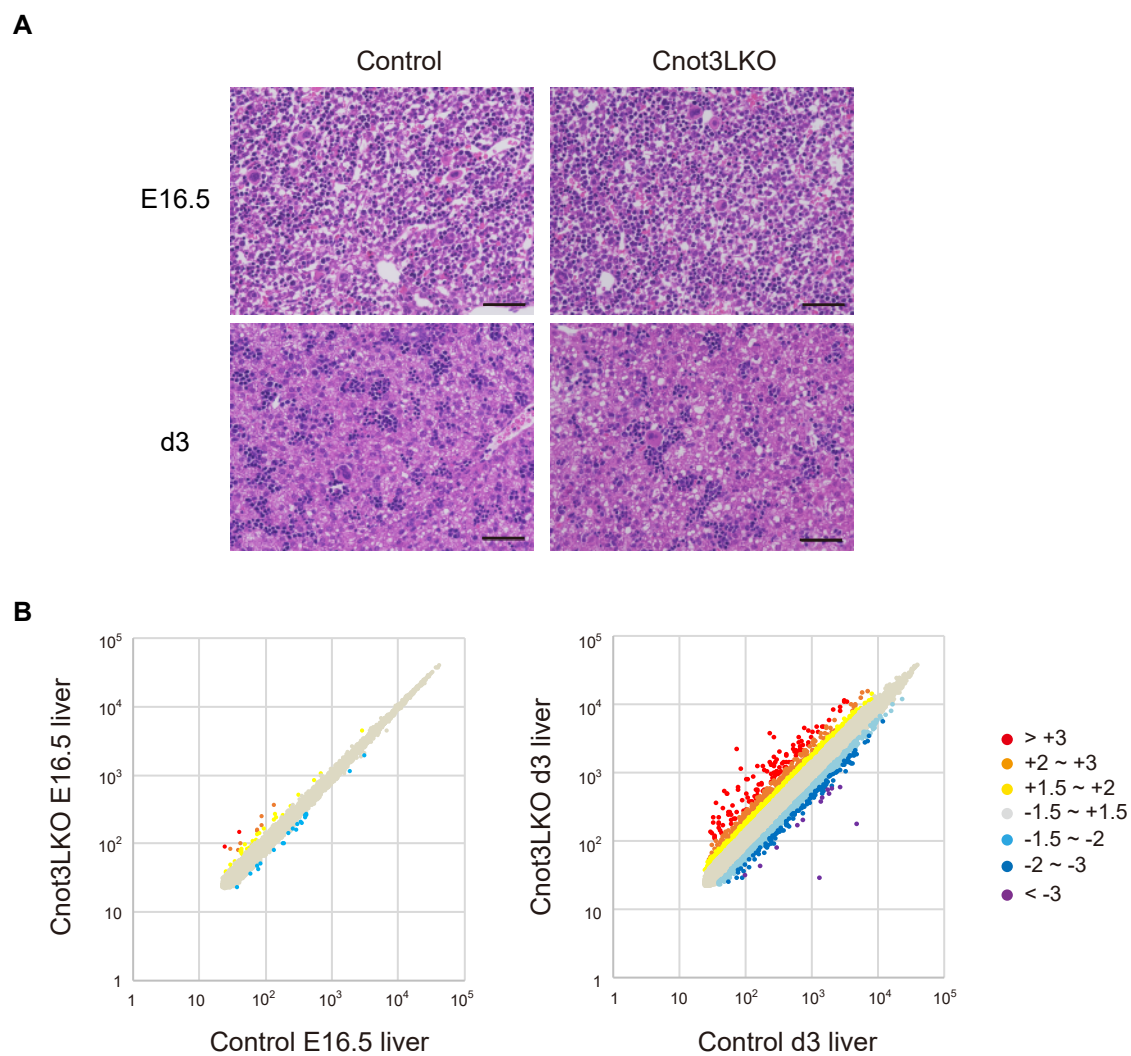 A
Control
Cnot3LKO
E16.5
d3
B
Cnot3LKO E16.5 liver
10⁵
10⁴
10³
10²
10
1
1
10
10²
10³
10⁴
10⁵
Control E16.5 liver
Cnot3LKO d3 liver
10⁵
10⁴
10³
10²
10
1
1
10
10²
10³
10⁴
10⁵
Control d3 liver
> +3
+2 ~ +3
+1.5 ~ +2
-1.5 ~ +1.5
-1.5 ~ -2
-2 ~ -3
< -3